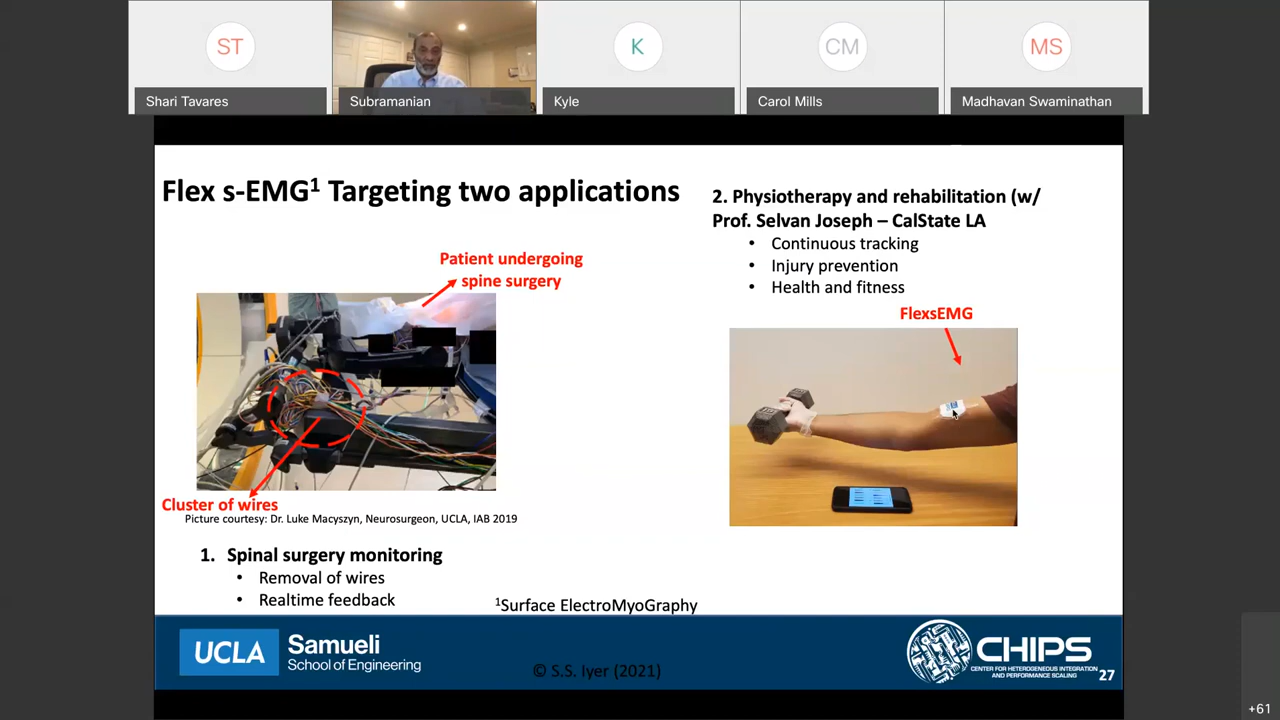 ST
K
CM
MS
Shari Tavares
Subramanian
Kyle
Carol Mills
Madhavan Swaminathan
Flex s-EMG1 Targeting two applications
Patient undergoing
spine surgery
Cluster of wires
Picture courtesy: Dr. Luke Macyszyn, Neurosurgeon, UCLA, IAB 2019
1. Spinal surgery monitoring
• Removal of wires
• Realtime feedback
2. Physiotherapy and rehabilitation (w/
Prof. Selvan Joseph – CalState LA
• Continuous tracking
• Injury prevention
• Health and fitness
FlexsEMG
1Surface ElectroMyoGraphy
UCLA
Samueli
School of Engineering
© S.S. Iyer (2021)
CHIPS
CENTER FOR HETEROGENEOUS INTEGRATION
AND PERFORMANCE SCALING
27
+61